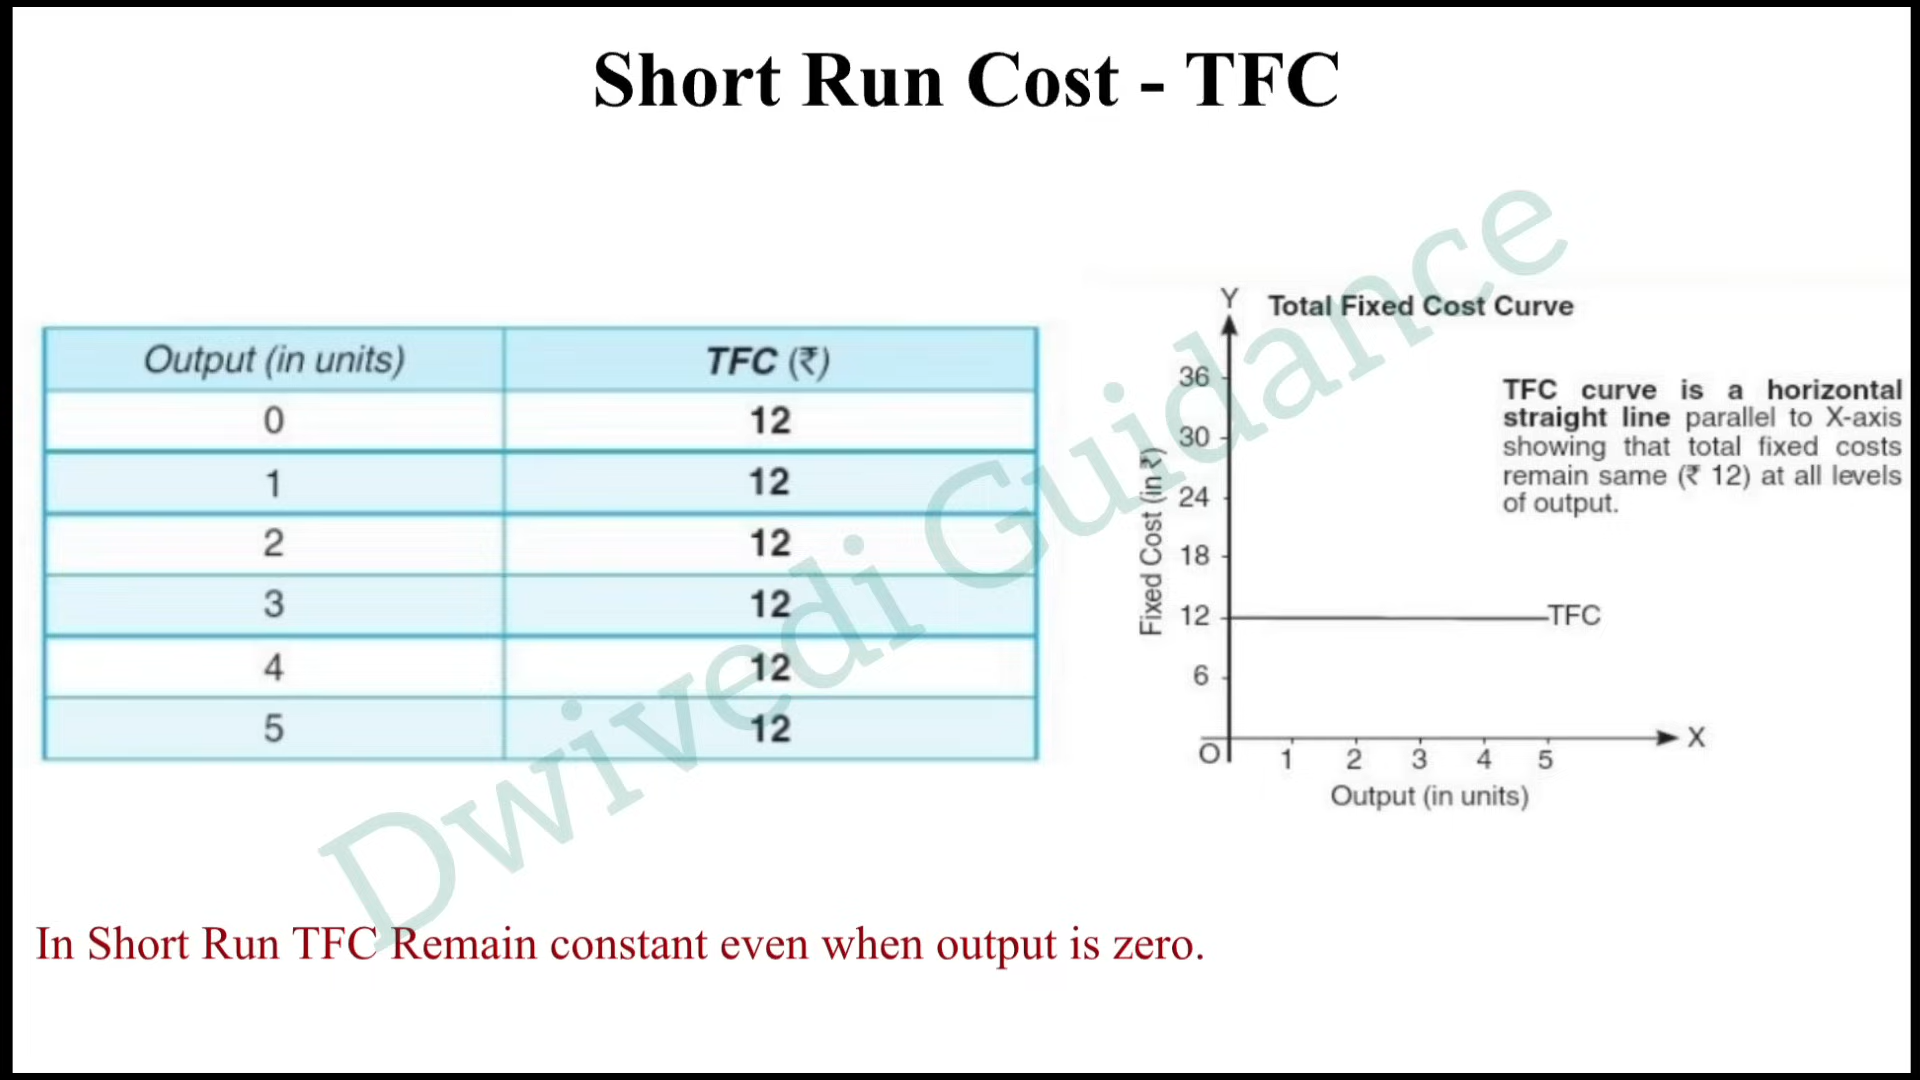 Short Run Cost - TFC
Output (in units) TFC (₹)
0 12
1 12
2 12
3 12
4 12
5 12
Y Total Fixed Cost Curve
36
30
24
18
12
6
Fixed Cost (in ₹)
TFC
O 1 2 3 4 5 X
Output (in units)
TFC curve is a horizontal
straight line parallel to X-axis
showing that total fixed costs
remain same (₹ 12) at all levels
of output.
In Short Run TFC Remain constant even when output is zero.
Dwivedi Guidance